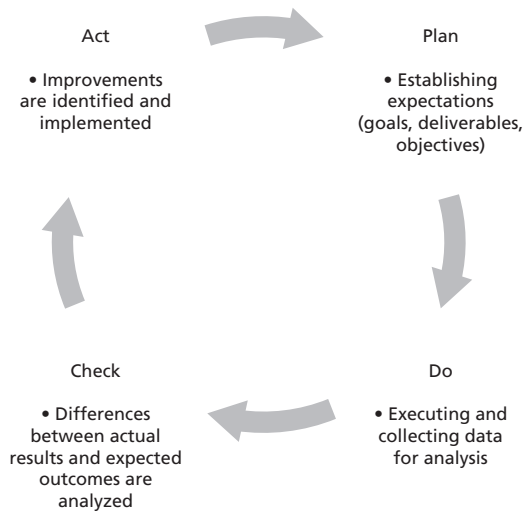 Act
• Improvements
are identified and
implemented
Plan
• Establishing
expectations
(goals, deliverables,
objectives)
Check
• Differences
between actual
results and expected
outcomes are
analyzed
Do
• Executing and
collecting data
for analysis